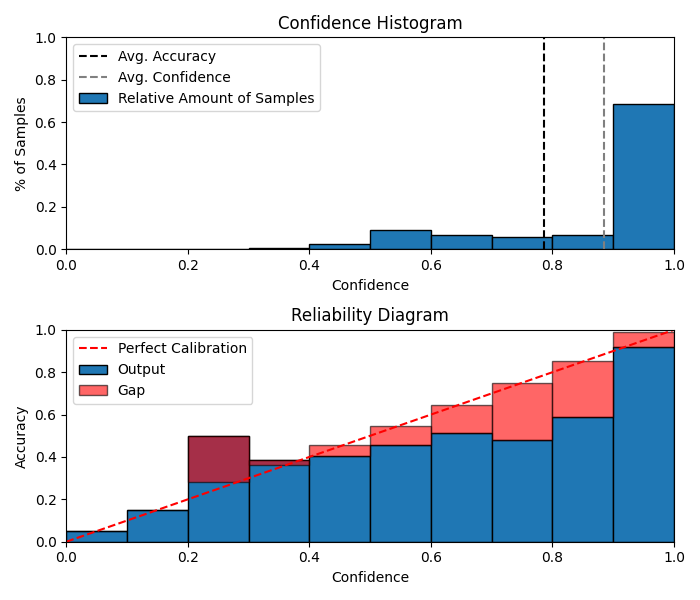 Confidence Histogram
1.0
0.8
0.6
0.4
0.2
0.0
% of Samples
Avg. Accuracy
Avg. Confidence
Relative Amount of Samples
0.0 0.2 0.4 0.6 0.8 1.0
Confidence
Reliability Diagram
1.0
0.8
0.6
0.4
0.2
0.0
Accuracy
Perfect Calibration
Output
Gap
0.0 0.2 0.4 0.6 0.8 1.0
Confidence